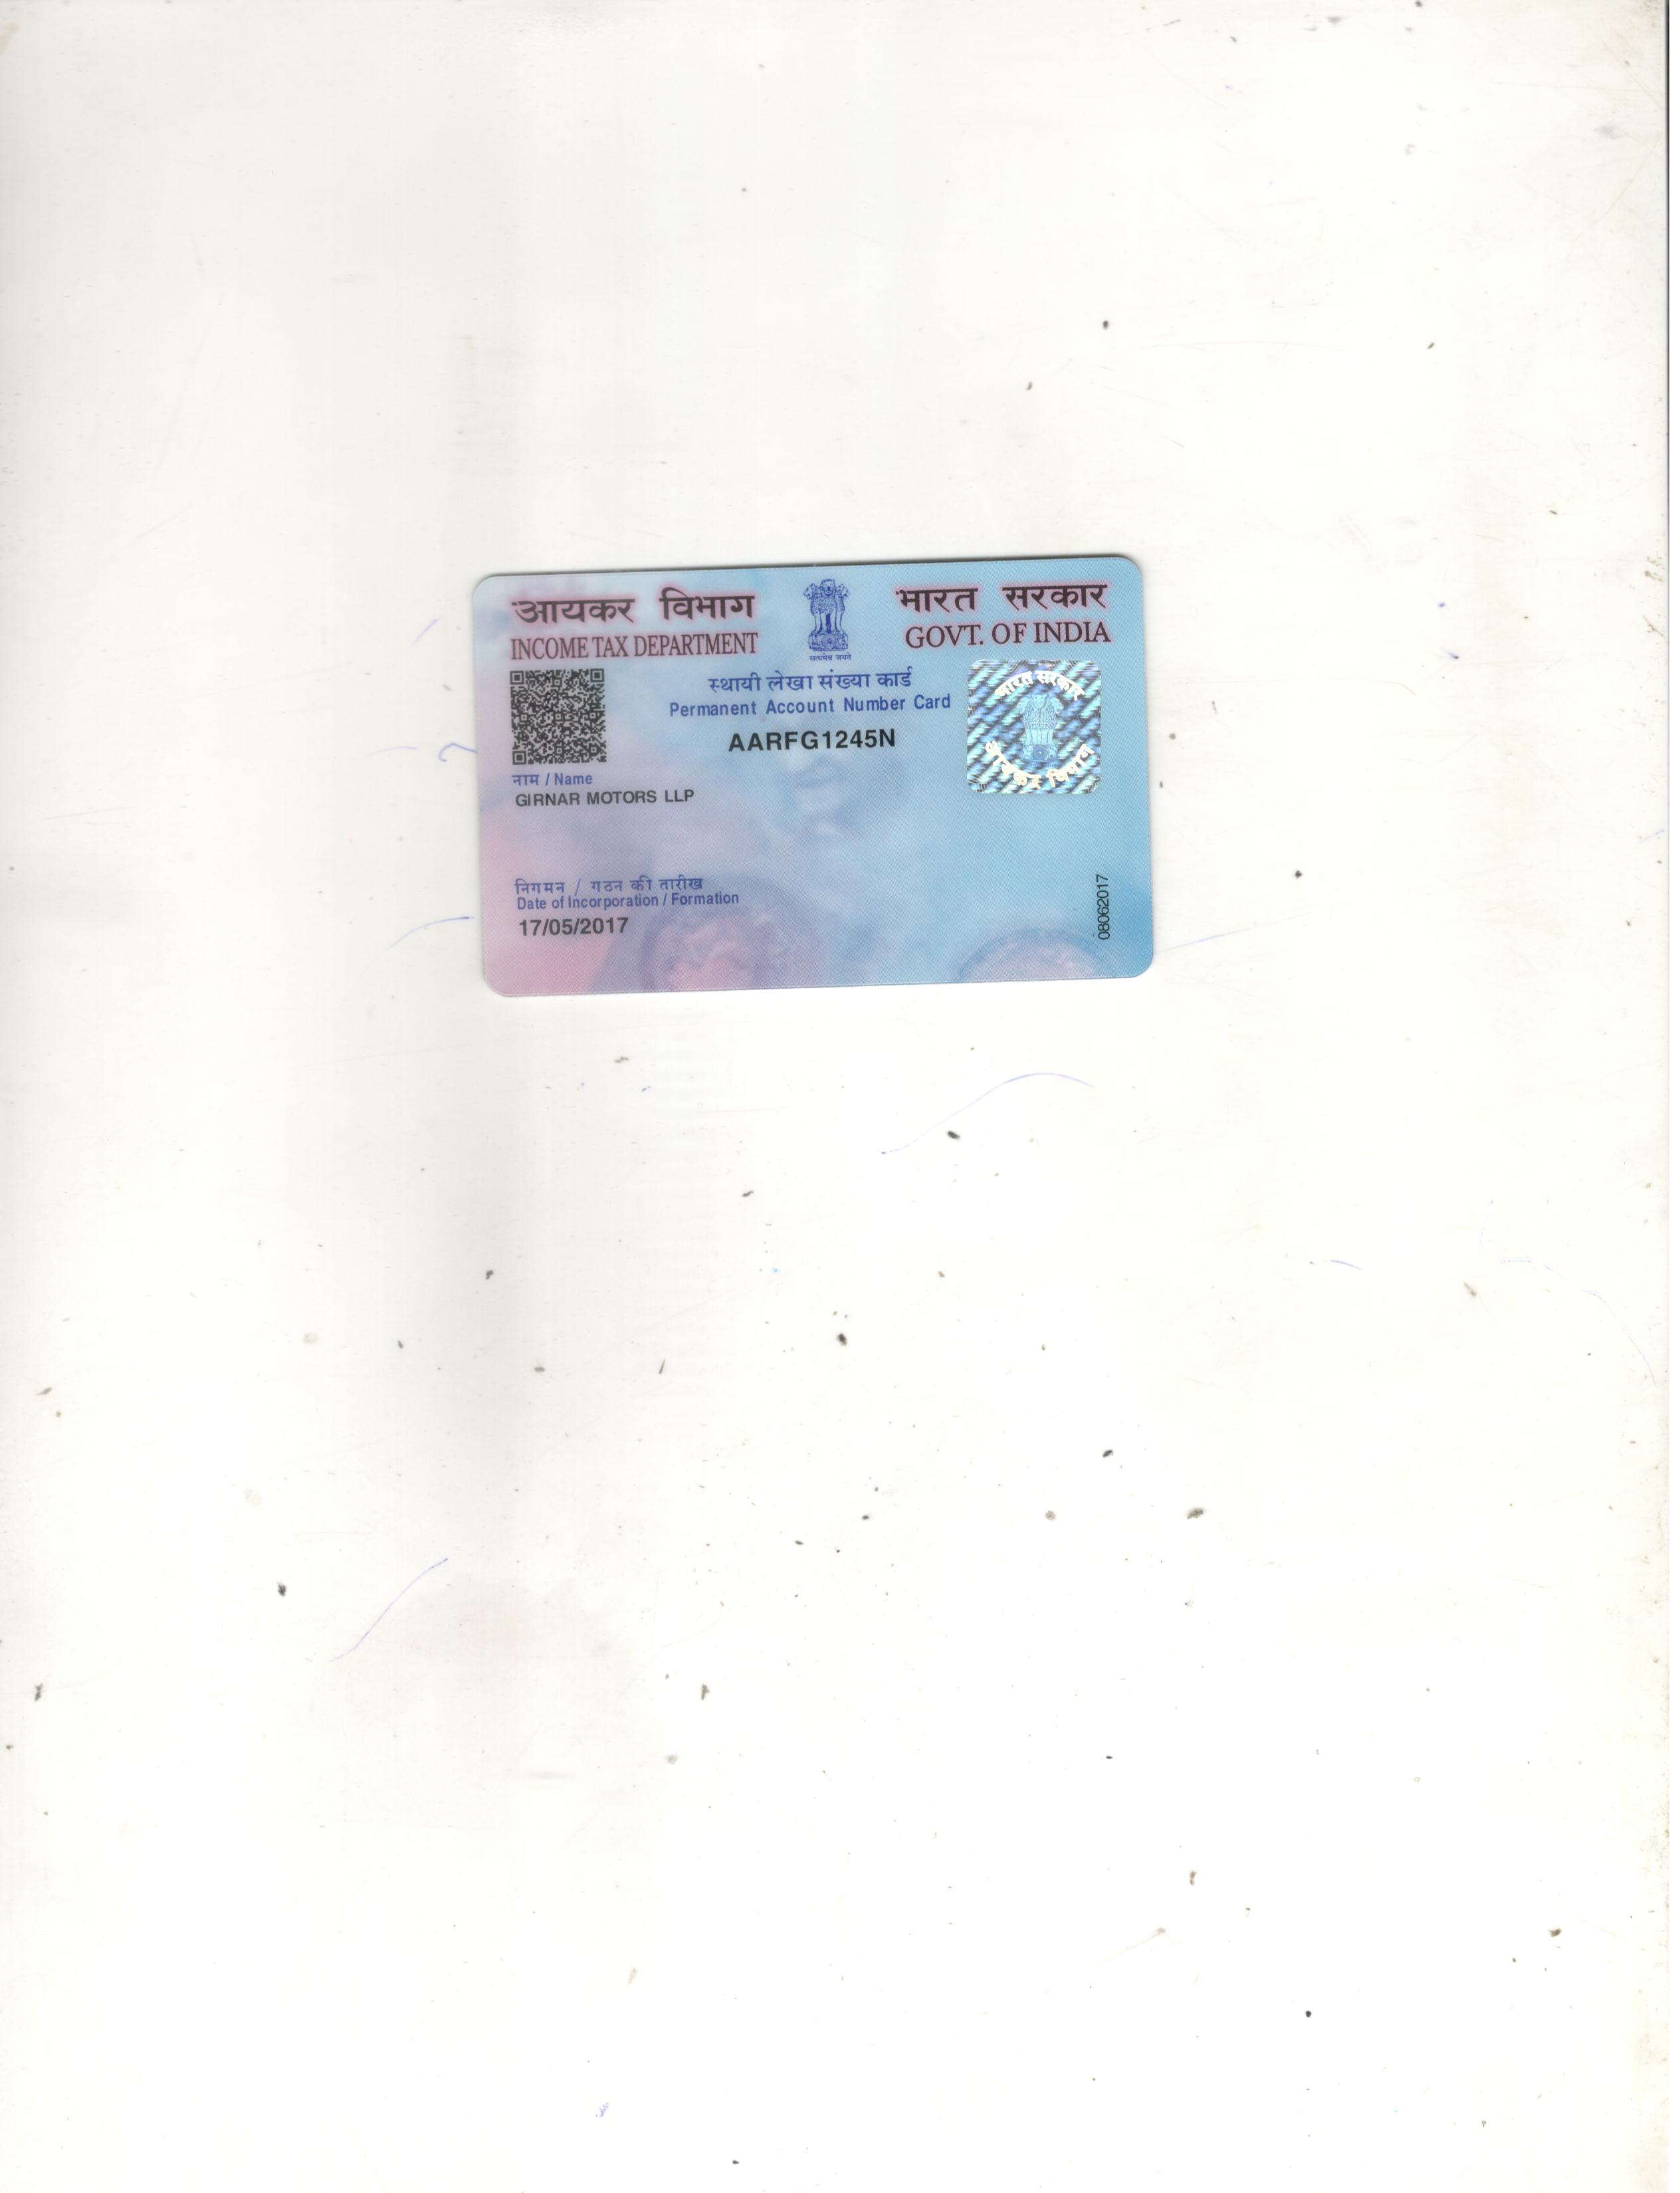 आयकर विभाग
INCOME TAX DEPARTMENT
सत्यमेव जयते
भारत सरकार
GOVT. OF INDIA
स्थायी लेखा संख्या कार्ड
Permanent Account Number Card
AARFG1245N
भारत सरकार
आयकर विभाग
नाम / Name
GIRNAR MOTORS LLP
निगमन / गठन की तारीख
Date of Incorporation / Formation
17/05/2017
08062017